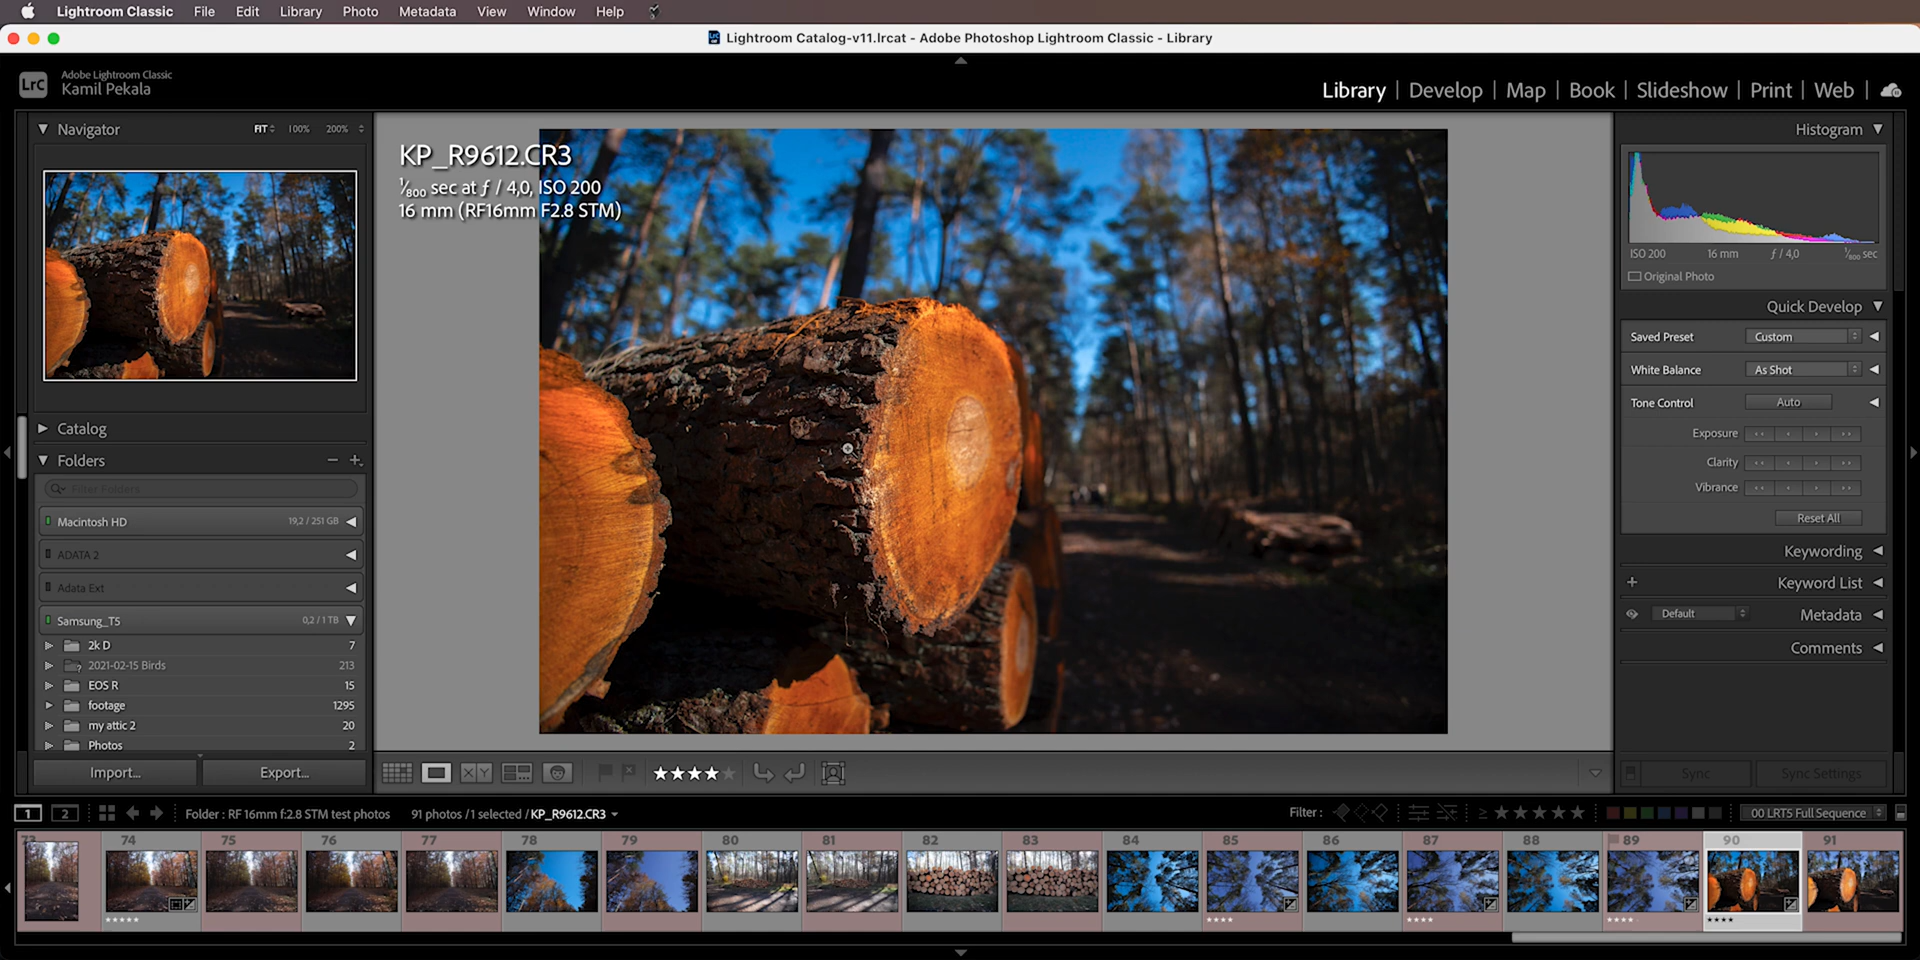 Lightroom Classic File Edit Library Photo Metadata View Window Help
Lightroom Catalog-v11.lrcat - Adobe Photoshop Lightroom Classic - Library
LrC
Adobe Lightroom Classic
Kamil Pekala
Library | Develop | Map | Book | Slideshow | Print | Web |
Navigator FIT 100% 200%
KP_R9612.CR3
1/800 sec at ƒ / 4,0, ISO 200
16 mm (RF16mm F2.8 STM)
Catalog
Folders
Filter Folders
Macintosh HD 19,2 / 251 GB
ADATA 2
Adata Ext
Samsung_T5 0,2 / 1 TB
2k D 7
2021-02-15 Birds 213
EOS R 15
footage 1295
my attic 2 20
Photos 2
Import... Export...
Histogram
ISO 200 16 mm ƒ / 4,0 1/800 sec
Original Photo
Quick Develop
Saved Preset Custom
White Balance As Shot
Tone Control Auto
Exposure
Clarity
Vibrance
Reset All
Keywording
Keyword List
Default Metadata
Comments
Sync Sync Settings
X Y
1 2 Folder : RF 16mm f:2.8 STM test photos 91 photos /1 selected /KP_R9612.CR3 Filter : ≥ 00 LRT5 Full Sequence
73 74 75 76 77 78 79 80 81 82 83 84 85 86 87 88 89 90 91